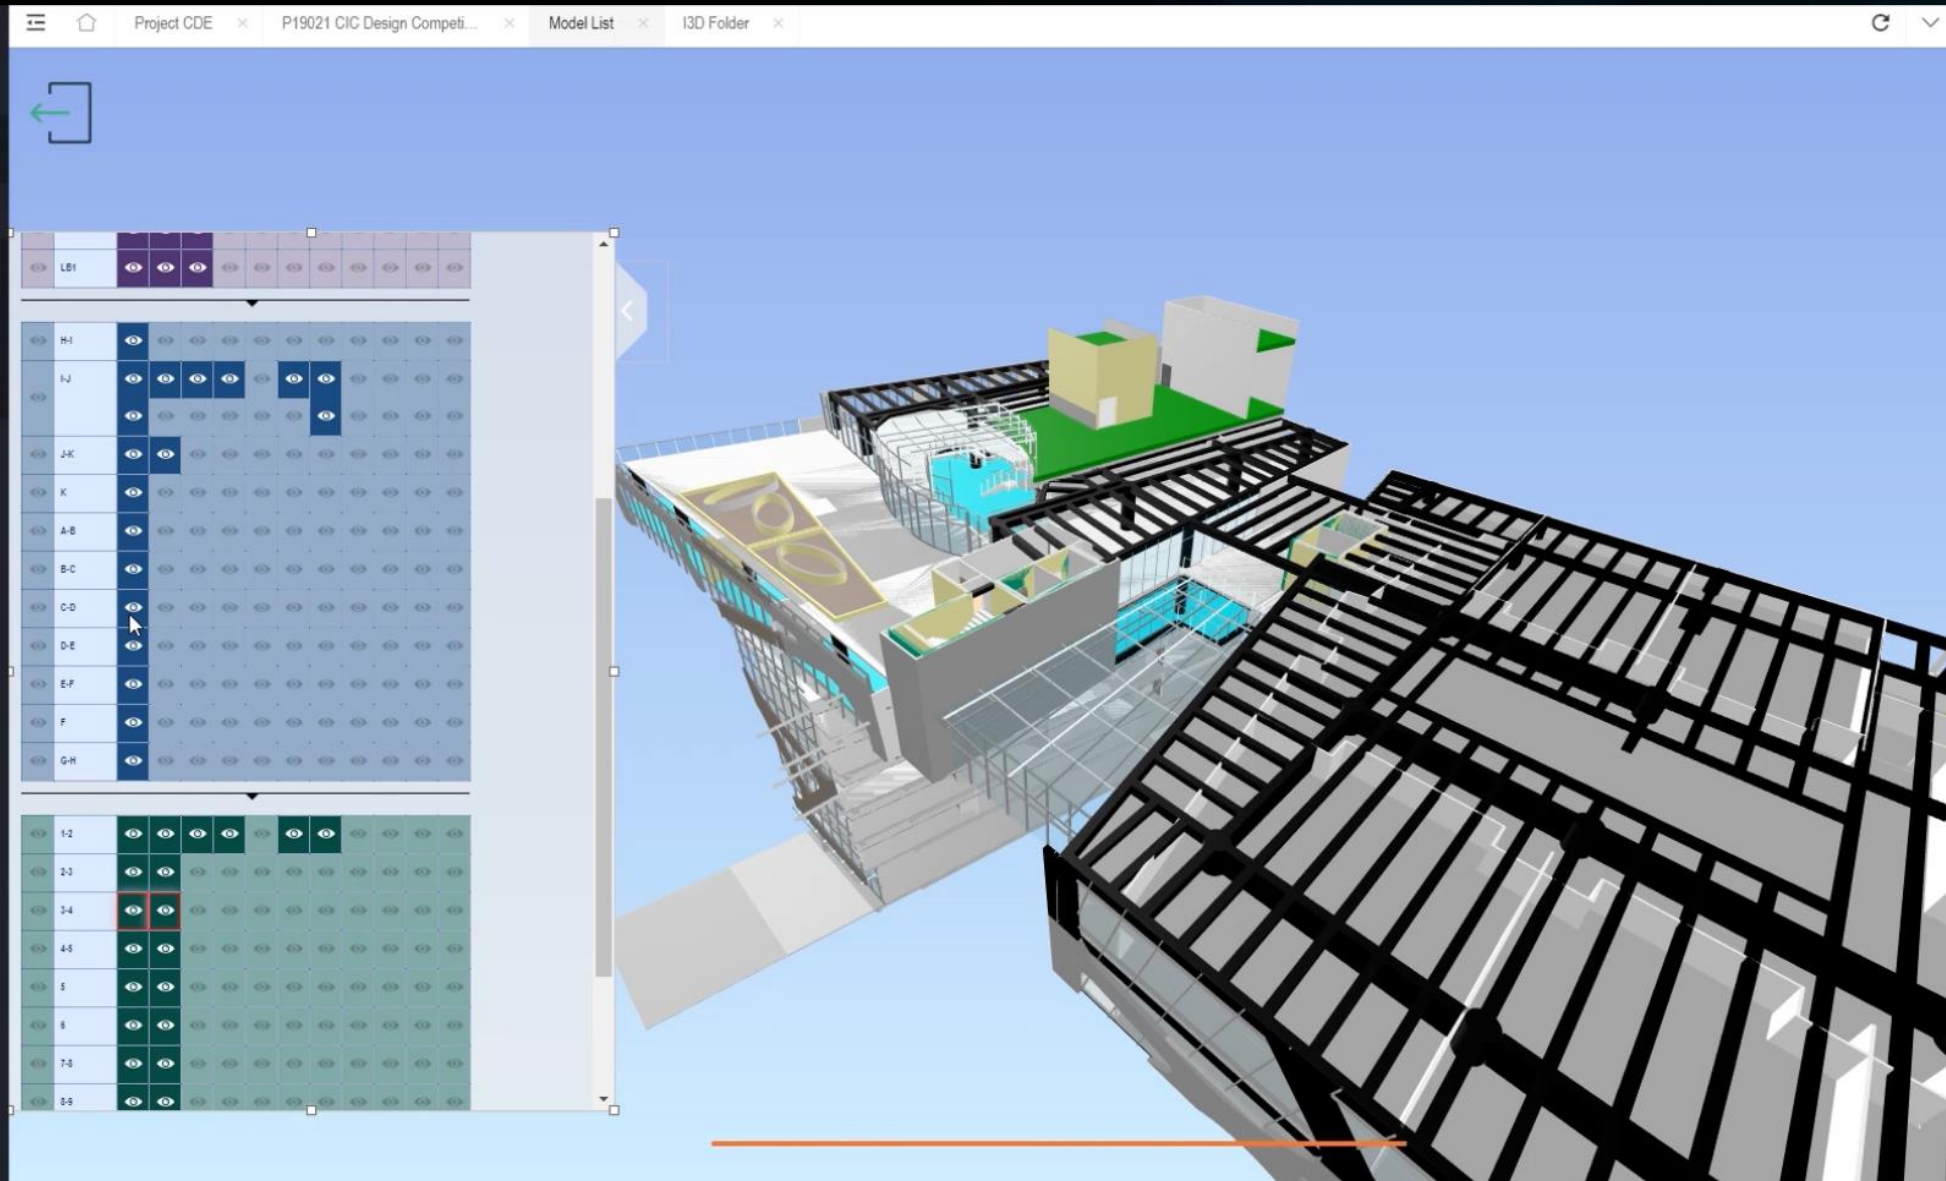 Project CDE
P19021 CIC Design Competi...
Model List
I3D Folder
LB1
H-I
I-J
J-K
K
A-B
B-C
C-D
D-E
E-F
F
G-H
1-2
2-3
3-4
4-5
5
6
7-8
8-9